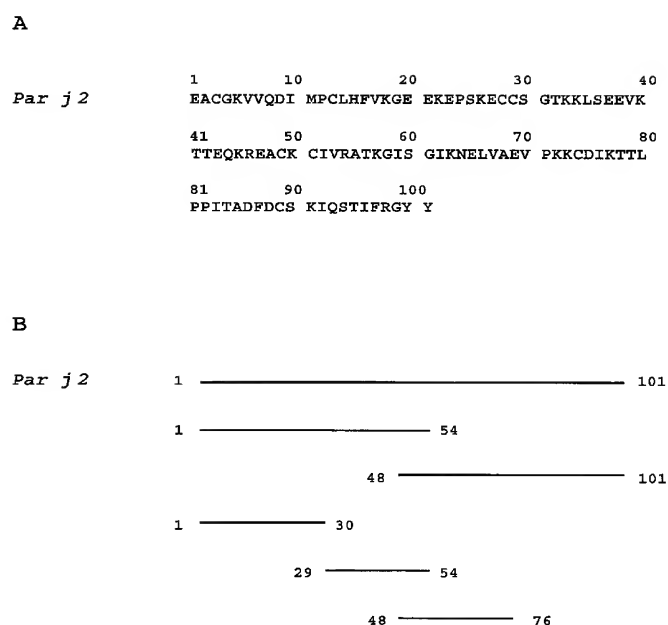 A
1 10 20 30 40
Par j 2 EACGKVVQDI MPCLHFVKGE EKEPSKECCS GTKKLSEEVK
41 50 60 70 80
TTEQKREACK CIVRATKGIS GIKNELVAEV PKKCDIKTTL
81 90 100
PPITADFDCS KIQSTIFRGY Y
B
Par j 2 1 101
1 54
48 101
1 30
29 54
48 76